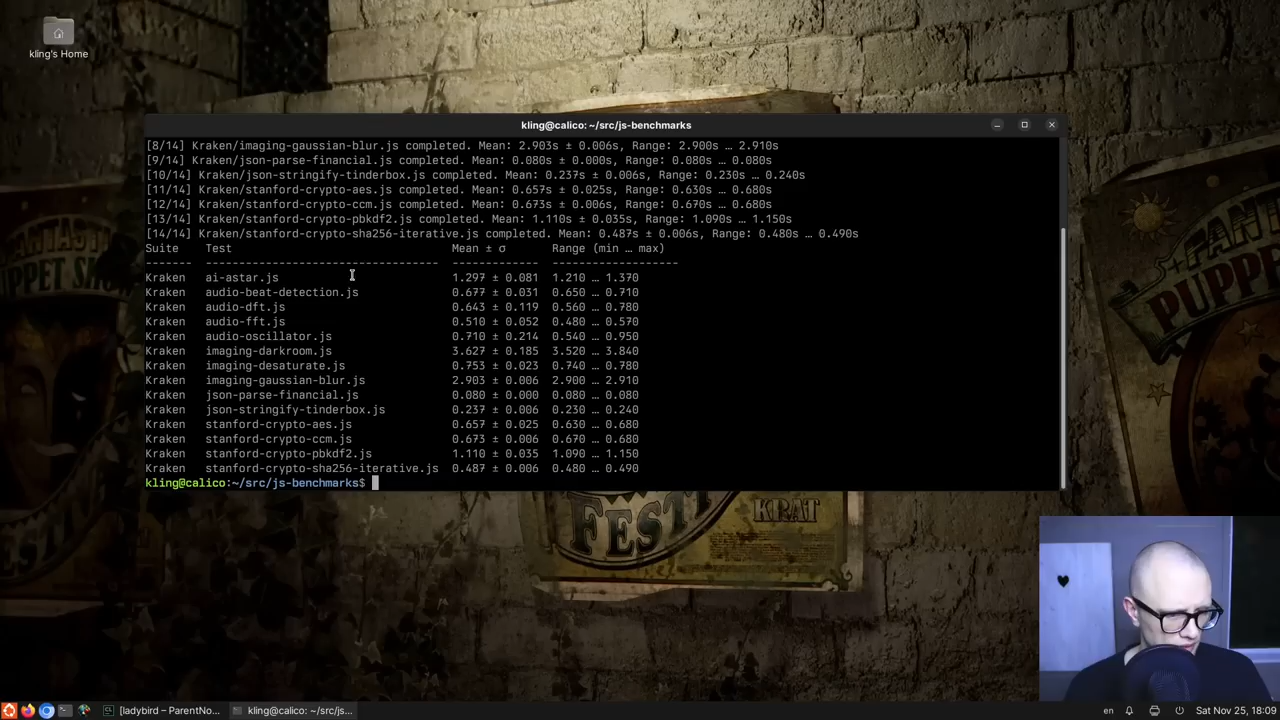 kling's Home
kling@calico: ~/src/js-benchmarks
[8/14] Kraken/imaging-gaussian-blur.js completed. Mean: 2.903s ± 0.006s, Range: 2.900s … 2.910s
[9/14] Kraken/json-parse-financial.js completed. Mean: 0.080s ± 0.000s, Range: 0.080s … 0.080s
[10/14] Kraken/json-stringify-tinderbox.js completed. Mean: 0.237s ± 0.006s, Range: 0.230s … 0.240s
[11/14] Kraken/stanford-crypto-aes.js completed. Mean: 0.657s ± 0.025s, Range: 0.630s … 0.680s
[12/14] Kraken/stanford-crypto-ccm.js completed. Mean: 0.673s ± 0.006s, Range: 0.670s … 0.680s
[13/14] Kraken/stanford-crypto-pbkdf2.js completed. Mean: 1.110s ± 0.035s, Range: 1.090s … 1.150s
[14/14] Kraken/stanford-crypto-sha256-iterative.js completed. Mean: 0.487s ± 0.006s, Range: 0.480s … 0.490s
Suite Test Mean ± σ Range (min … max)
Kraken ai-astar.js 1.297 ± 0.081 1.210 … 1.370
Kraken audio-beat-detection.js 0.677 ± 0.031 0.650 … 0.710
Kraken audio-dft.js 0.643 ± 0.119 0.560 … 0.780
Kraken audio-fft.js 0.510 ± 0.052 0.480 … 0.570
Kraken audio-oscillator.js 0.710 ± 0.214 0.540 … 0.950
Kraken imaging-darkroom.js 3.627 ± 0.185 3.520 … 3.840
Kraken imaging-desaturate.js 0.753 ± 0.023 0.740 … 0.780
Kraken imaging-gaussian-blur.js 2.903 ± 0.006 2.900 … 2.910
Kraken json-parse-financial.js 0.080 ± 0.000 0.080 … 0.080
Kraken json-stringify-tinderbox.js 0.237 ± 0.006 0.230 … 0.240
Kraken stanford-crypto-aes.js 0.657 ± 0.025 0.630 … 0.680
Kraken stanford-crypto-ccm.js 0.673 ± 0.006 0.670 … 0.680
Kraken stanford-crypto-pbkdf2.js 1.110 ± 0.035 1.090 … 1.150
Kraken stanford-crypto-sha256-iterative.js 0.487 ± 0.006 0.480 … 0.490
kling@calico:~/src/js-benchmarks$
KRAT
[ladybird – ParentNo...
kling@calico: ~/src/js...
en
Sat Nov 25, 18:09